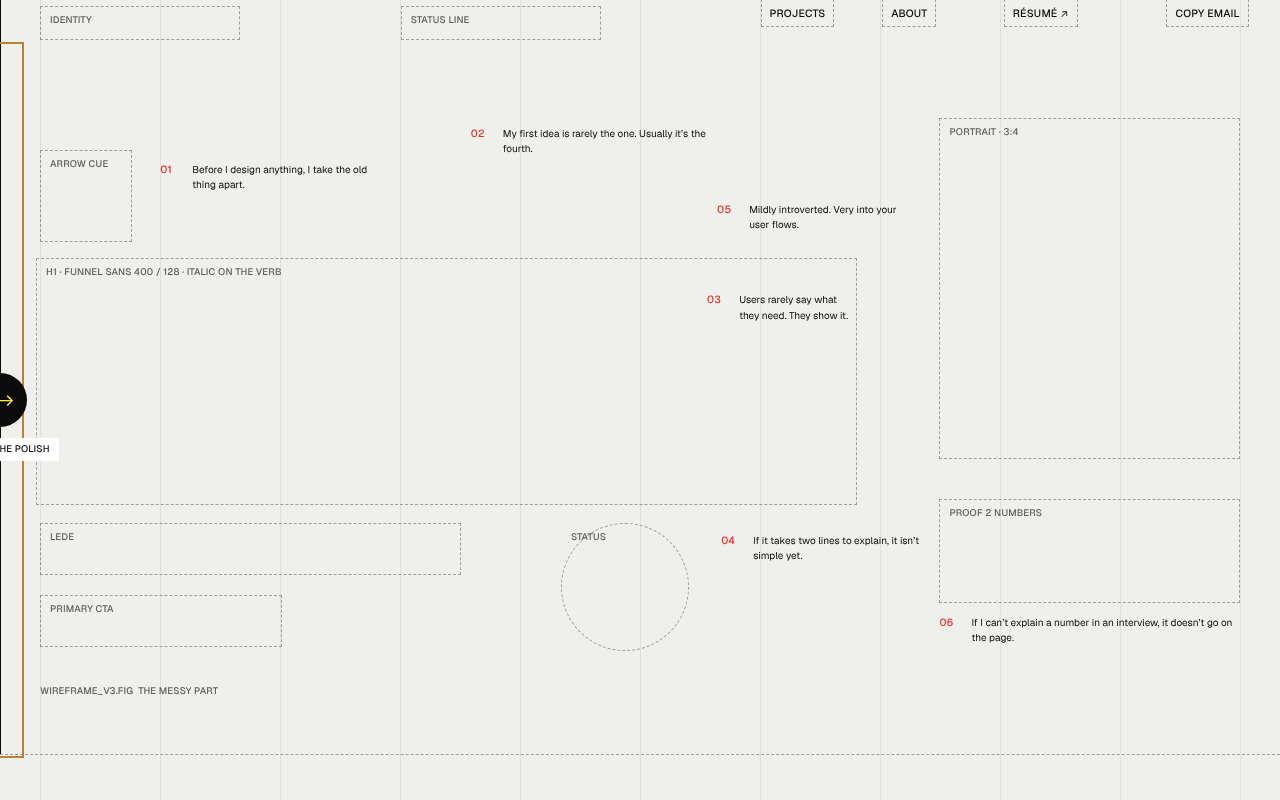 IDENTITY
STATUS LINE
PROJECTS
ABOUT
RÉSUMÉ ↗
COPY EMAIL
02 My first idea is rarely the one. Usually it's the
fourth.
PORTRAIT · 3:4
ARROW CUE
01 Before I design anything, I take the old
thing apart.
05 Mildly introverted. Very into your
user flows.
H1 · FUNNEL SANS 400 / 128 · ITALIC ON THE VERB
03 Users rarely say what
they need. They show it.
→
HE POLISH
PROOF 2 NUMBERS
LEDE
STATUS
04 If it takes two lines to explain, it isn't
simple yet.
PRIMARY CTA
06 If I can't explain a number in an interview, it doesn't go on
the page.
WIREFRAME_V3.FIG THE MESSY PART